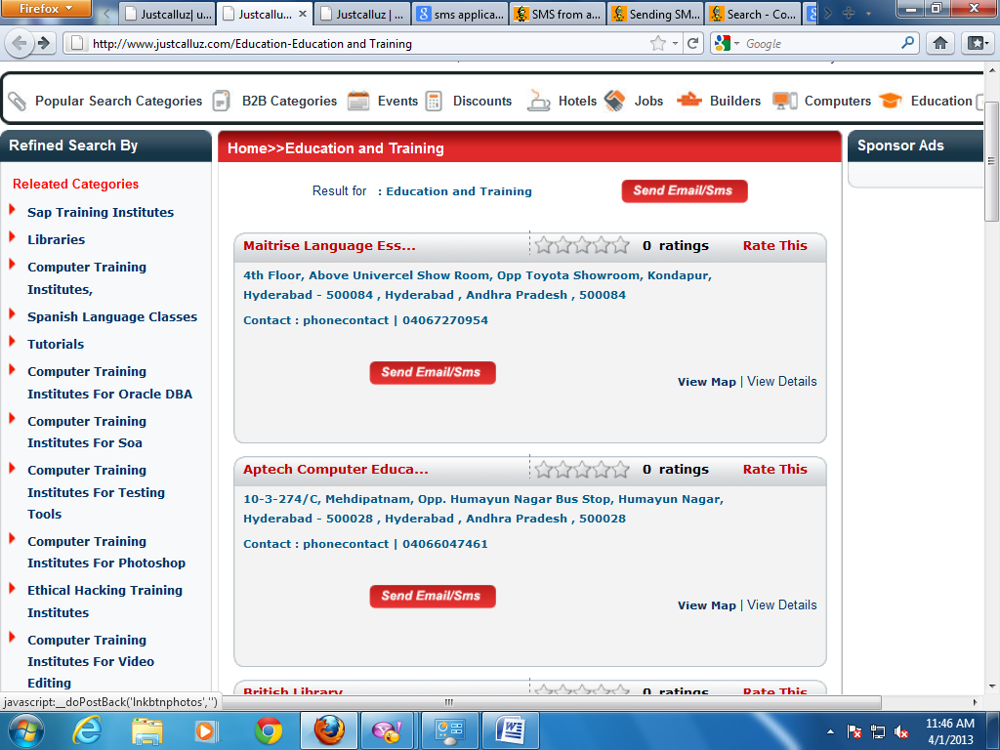 Firefox
Justcalluz| u...
Justcallu...
Justcalluz | ...
sms applica...
SMS from a...
Sending SM...
Search - Co...
http://www.justcalluz.com/Education-Education and Training
Google
Popular Search Categories
B2B Categories
Events
Discounts
Hotels
Jobs
Builders
Computers
Education
Refined Search By
Releated Categories
Sap Training Institutes
Libraries
Computer Training
Institutes,
Spanish Language Classes
Tutorials
Computer Training
Institutes For Oracle DBA
Computer Training
Institutes For Soa
Computer Training
Institutes For Testing
Tools
Computer Training
Institutes For Photoshop
Ethical Hacking Training
Institutes
Computer Training
Institutes For Video
Editing
Home>>Education and Training
Result for : Education and Training
Send Email/Sms
Maitrise Language Ess...
0 ratings
Rate This
4th Floor, Above Univercel Show Room, Opp Toyota Showroom, Kondapur,
Hyderabad - 500084 , Hyderabad , Andhra Pradesh , 500084
Contact : phonecontact | 04067270954
Send Email/Sms
View Map | View Details
Aptech Computer Educa...
0 ratings
Rate This
10-3-274/C, Mehdipatnam, Opp. Humayun Nagar Bus Stop, Humayun Nagar,
Hyderabad - 500028 , Hyderabad , Andhra Pradesh , 500028
Contact : phonecontact | 04066047461
Send Email/Sms
View Map | View Details
British Library
0 ratings
Rate This
Sponsor Ads
javascript:__doPostBack('lnkbtnphotos','')
11:46 AM
4/1/2013